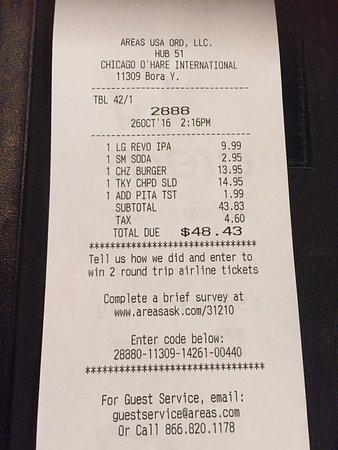 AREAS USA ORD, LLC.
HUB 51
CHICAGO O'HARE INTERNATIONAL
11309 Bora Y.
TBL 42/1
2888
26OCT'16 2:16PM
1 LG REVO IPA 9.99
1 SM SODA 2.95
1 CHZ BURGER 13.95
1 TKY CHPD SLD 14.95
1 ADD PITA TST 1.99
SUBTOTAL 43.83
TAX 4.60
TOTAL DUE $48.43
******************************
Tell us how we did and enter to
win 2 round trip airline tickets
Complete a brief survey at
www.areasask.com/31210
Enter code below:
28880-11309-14261-00440
******************************
For Guest Service, email:
guestservice@areas.com
Or Call 866.820.1178